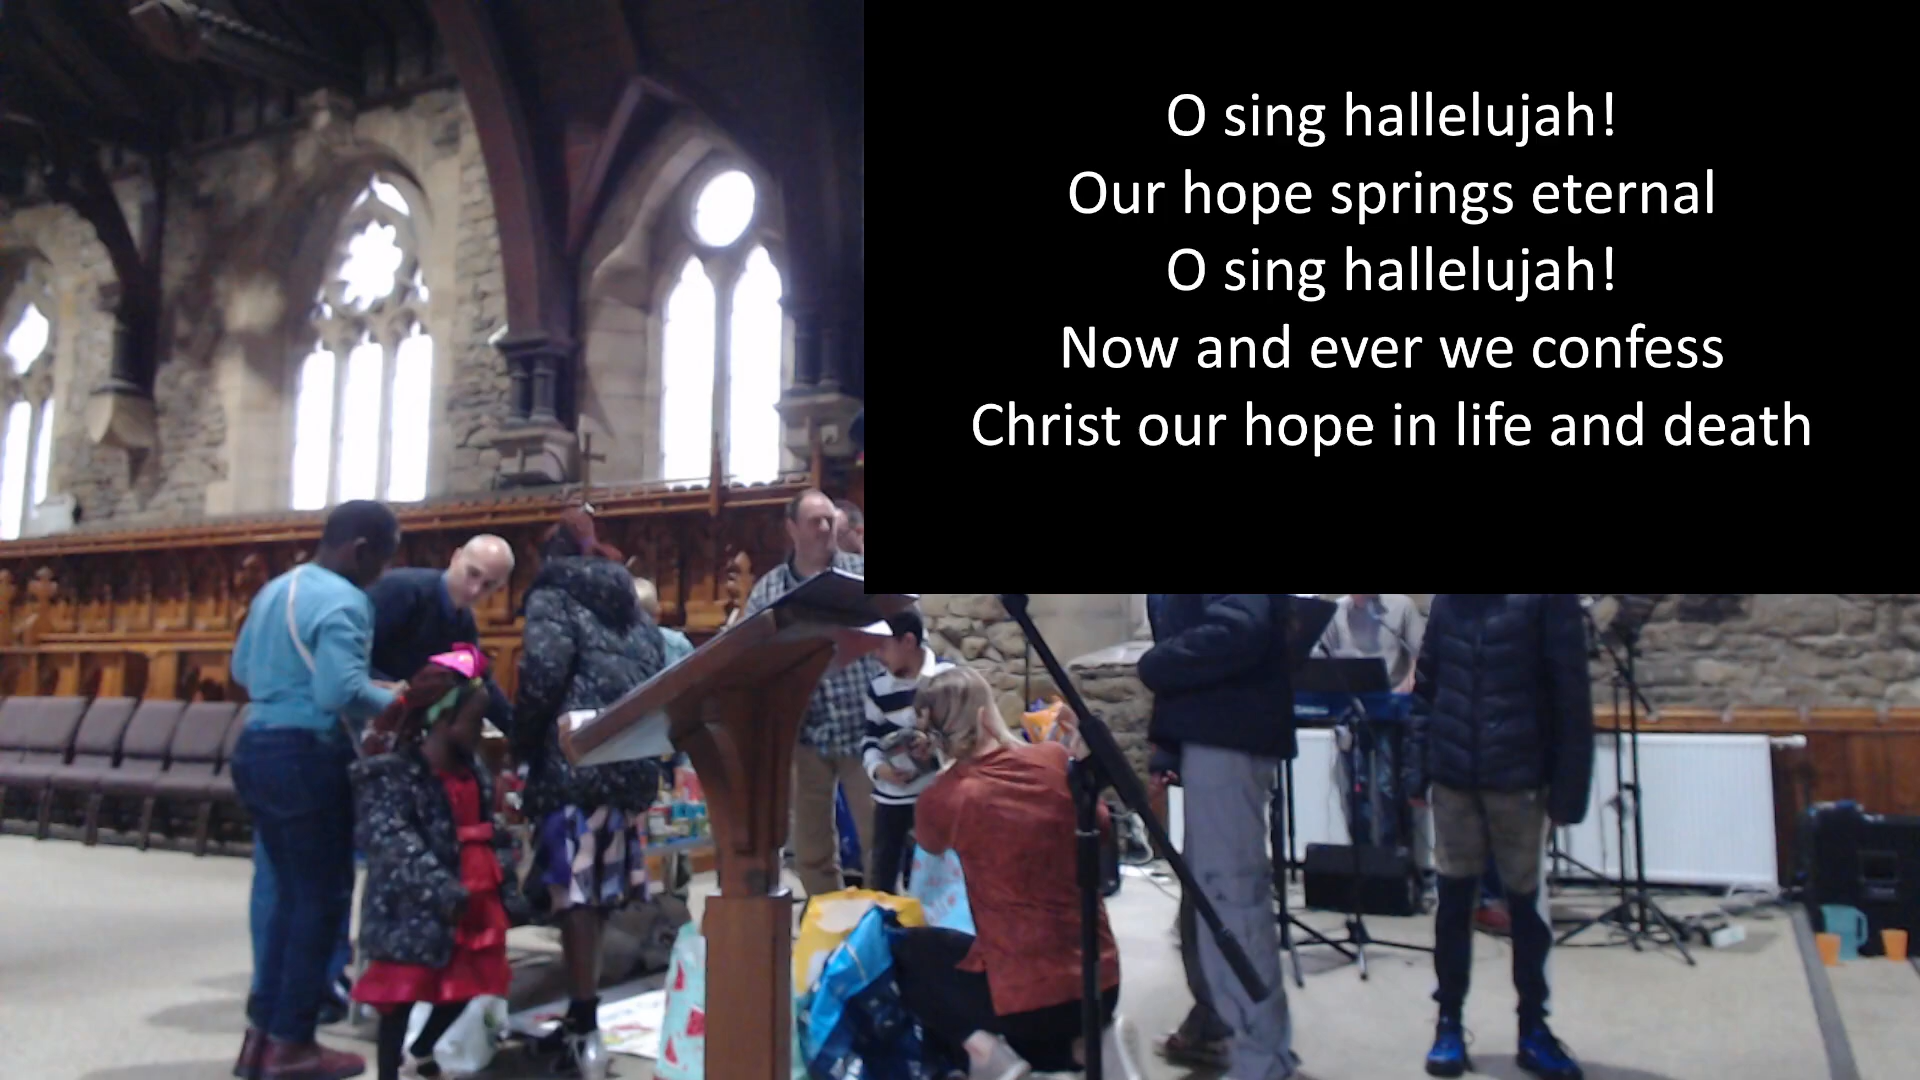 O sing hallelujah!
Our hope springs eternal
O sing hallelujah!
Now and ever we confess
Christ our hope in life and death